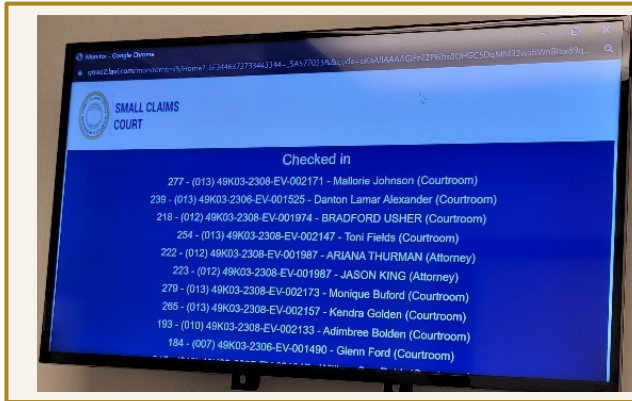 Monitor - Google Chrome
SMALL CLAIMS
COURT
Checked in
277 - (013) 49K03-2308-EV-002171 - Mallorie Johnson (Courtroom)
239 - (013) 49K03-2306-EV-001525 - Danton Lamar Alexander (Courtroom)
218 - (012) 49K03-2308-EV-001974 - BRADFORD USHER (Courtroom)
254 - (013) 49K03-2308-EV-002147 - Toni Fields (Courtroom)
222 - (012) 49K03-2308-EV-001987 - ARIANA THURMAN (Attorney)
223 - (012) 49K03-2308-EV-001987 - JASON KING (Attorney)
279 - (013) 49K03-2308-EV-002173 - Monique Buford (Courtroom)
265 - (013) 49K03-2308-EV-002157 - Kendra Golden (Courtroom)
193 - (010) 49K03-2308-EV-002133 - Adimbree Bolden (Courtroom)
184 - (007) 49K03-2306-EV-001490 - Glenn Ford (Courtroom)